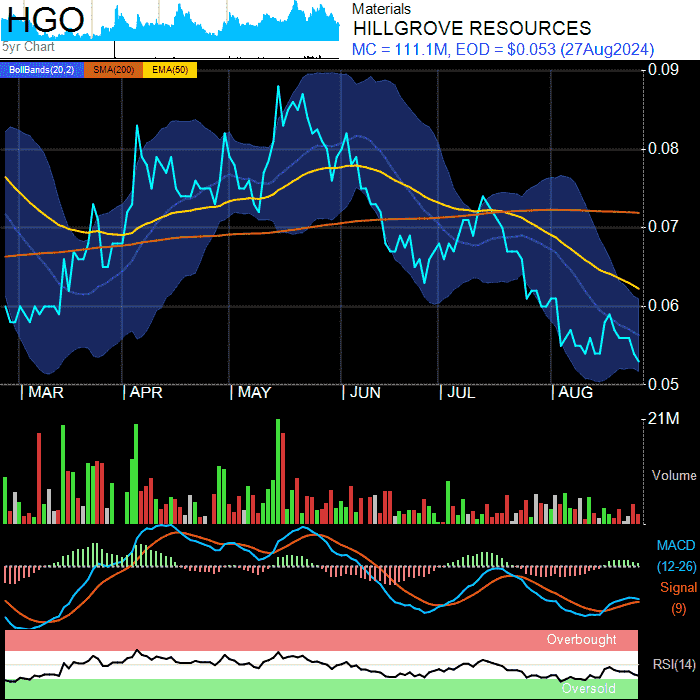 HGO
5yr Chart
Materials
HILLGROVE RESOURCES
MC = 111.1M, EOD = $0.053 (27Aug2024)
BollBands(20,2) SMA(200) EMA(50)
0.09
0.08
0.07
0.06
0.05
MAR APR MAY JUN JUL AUG
21M
Volume
MACD
(12-26)
Signal
(9)
Overbought
RSI(14)
Oversold